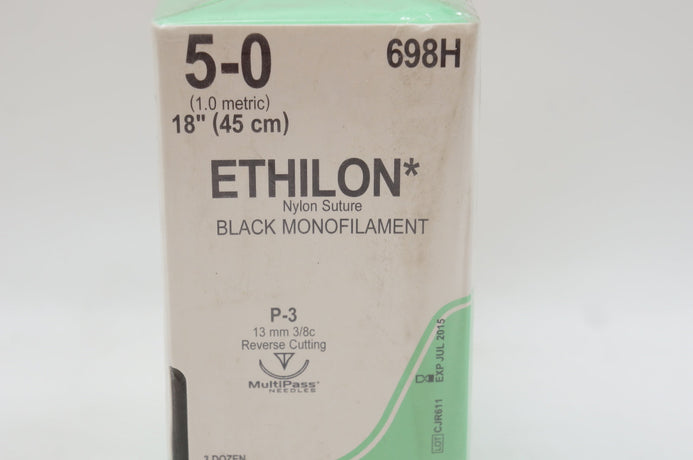 5-0
698H
(1.0 metric)
18" (45 cm)
ETHILON*
Nylon Suture
BLACK MONOFILAMENT
P-3
13 mm 3/8c
Reverse Cutting
MultiPass*
NEEDLES
EXP JUL 2015
LOT CJR611
DOZEN